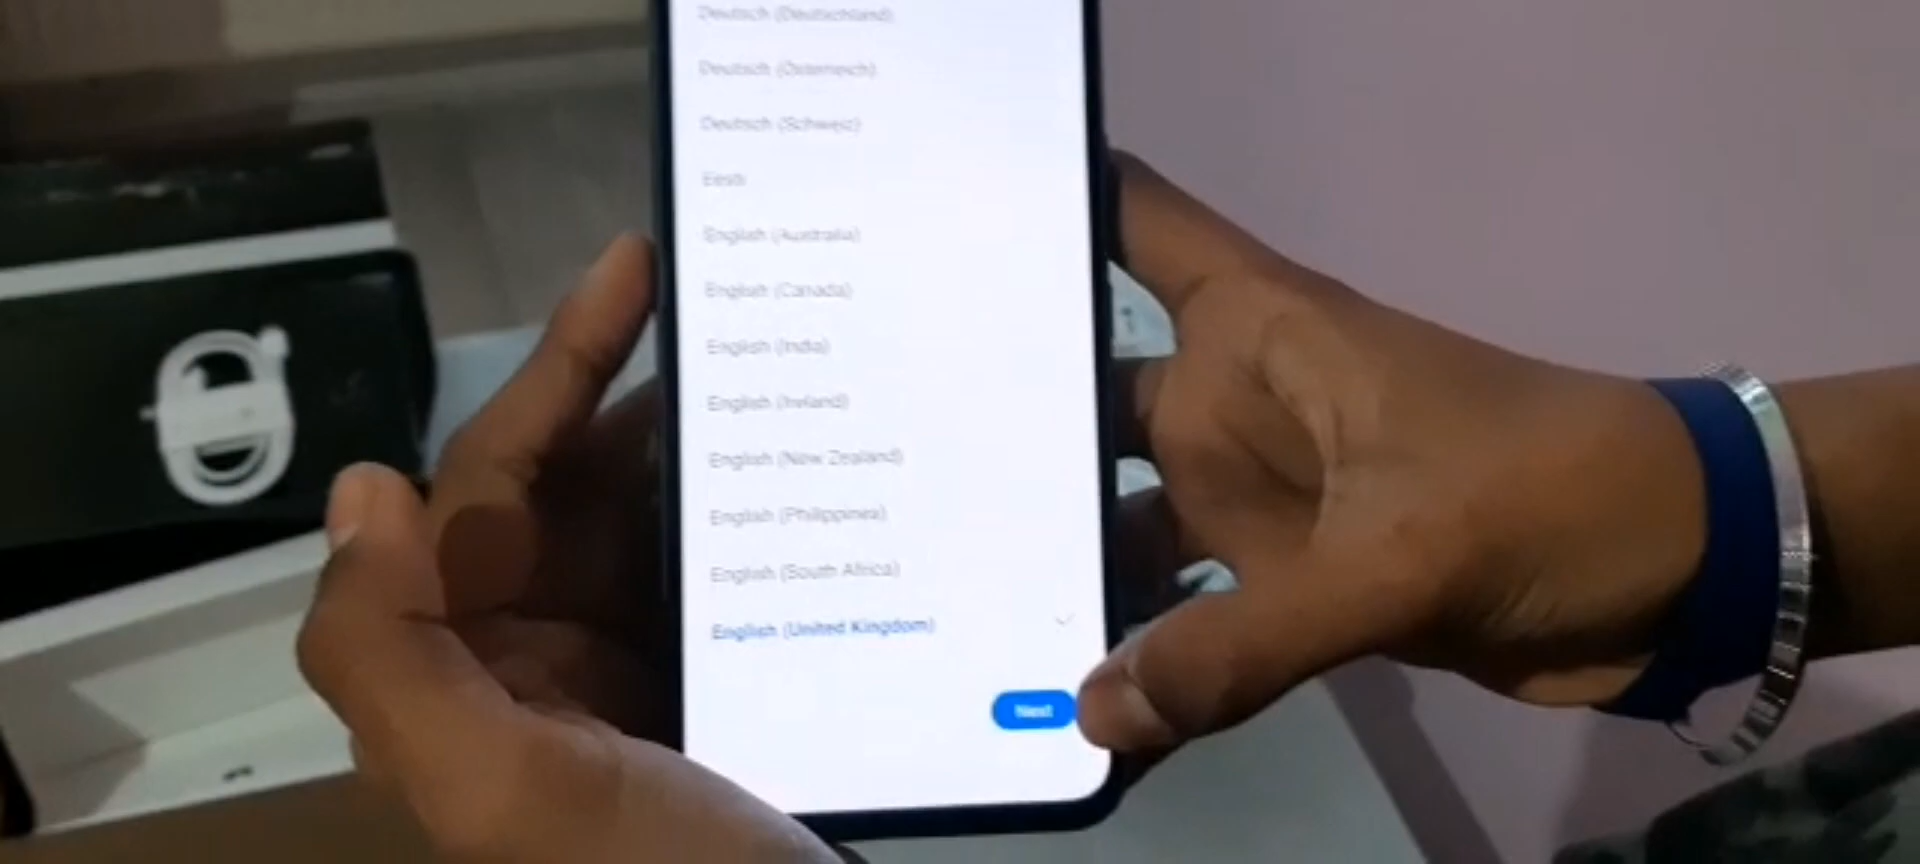 Deutsch (Deutschland)
Deutsch (Österreich)
Deutsch (Schweiz)
Eesti
English (Australia)
English (Canada)
English (India)
English (Ireland)
English (New Zealand)
English (Philippines)
English (South Africa)
English (United Kingdom)
Next